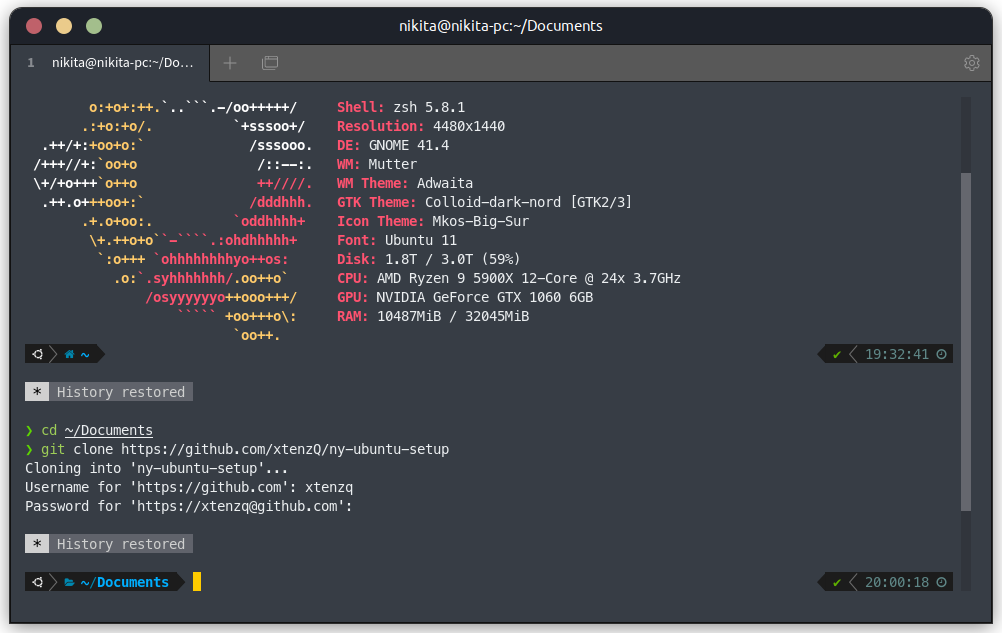 nikita@nikita-pc:~/Documents
1 nikita@nikita-pc:~/Do...
o:+o+:++.`..```.-/oo+++++/ Shell: zsh 5.8.1
.:+o:+o/. `+sssoo+/ Resolution: 4480x1440
.++/+:+oo+o:` /sssooo. DE: GNOME 41.4
/+++//+:`oo+o /::--:. WM: Mutter
\+/+o+++`o++o ++////. WM Theme: Adwaita
.++.o+++oo+:` /dddhhh. GTK Theme: Colloid-dark-nord [GTK2/3]
.+.o+oo:. `oddhhhh+ Icon Theme: Mkos-Big-Sur
\+.++o+o``-````.:ohdhhhhh+ Font: Ubuntu 11
`:o+++ `ohhhhhhhhyo++os: Disk: 1.8T / 3.0T (59%)
.o:`.syhhhhhhh/.oo++o` CPU: AMD Ryzen 9 5900X 12-Core @ 24x 3.7GHz
/osyyyyyyo++ooo+++/ GPU: NVIDIA GeForce GTX 1060 6GB
````` +oo+++o\: RAM: 10487MiB / 32045MiB
`oo++.
~ ✔ 19:32:41
* History restored
❯ cd ~/Documents
❯ git clone https://github.com/xtenzQ/ny-ubuntu-setup
Cloning into 'ny-ubuntu-setup'...
Username for 'https://github.com': xtenzq
Password for 'https://xtenzq@github.com':
* History restored
~/Documents ✔ 20:00:18